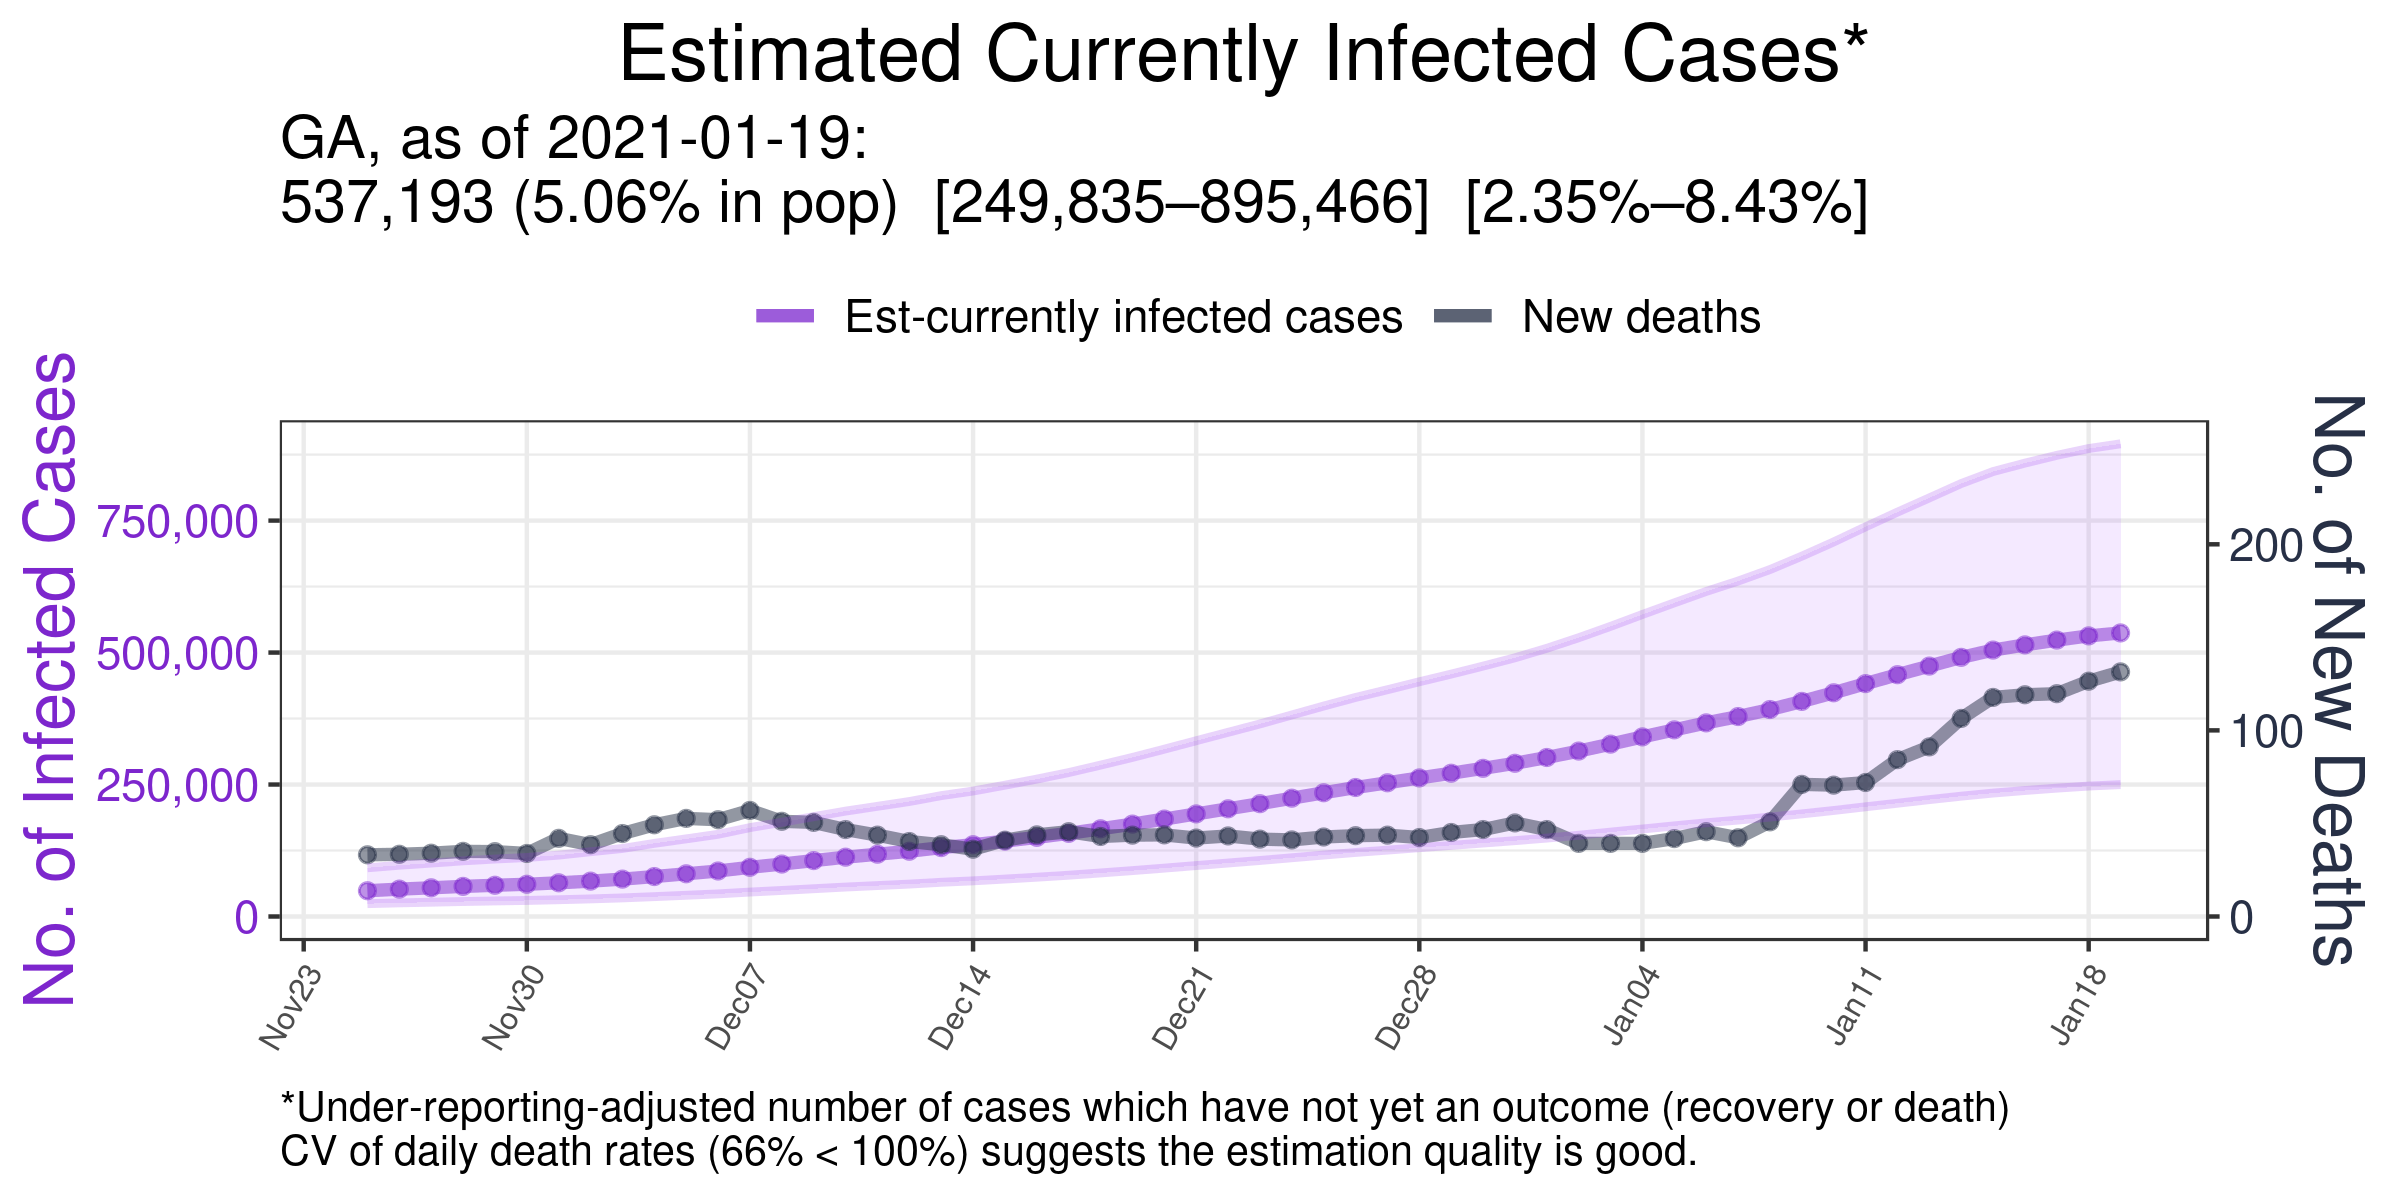 Estimated Currently Infected Cases*
GA, as of 2021-01-19:
537,193 (5.06% in pop)  [249,835–895,466]  [2.35%–8.43%]
Est-currently infected cases
New deaths
No. of Infected Cases
750,000
500,000
250,000
0
No. of New Deaths
200
100
0
Nov23
Nov30
Dec07
Dec14
Dec21
Dec28
Jan04
Jan11
Jan18
*Under-reporting-adjusted number of cases which have not yet an outcome (recovery or death)
CV of daily death rates (66% < 100%) suggests the estimation quality is good.